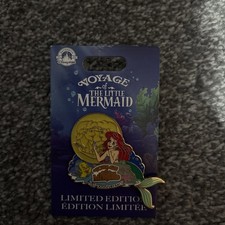 VOYAGE
of
THE LITTLE
MERMAID
LIMITED EDITIO
EDITION LIMITÉE